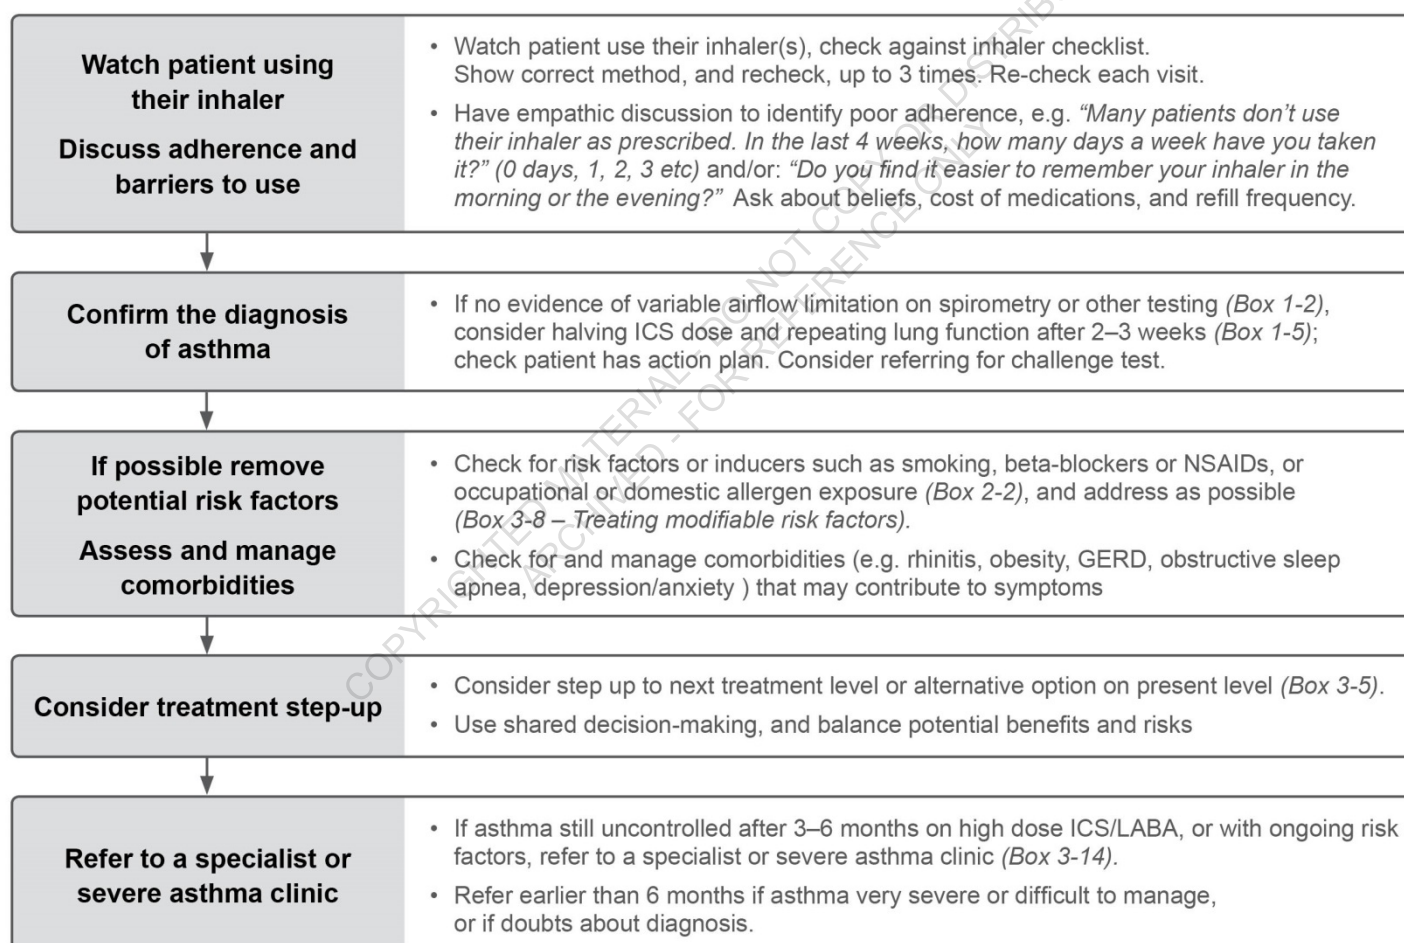 Watch patient using
their inhaler
Discuss adherence and
barriers to use
• Watch patient use their inhaler(s), check against inhaler checklist.
Show correct method, and recheck, up to 3 times. Re-check each visit.
• Have empathic discussion to identify poor adherence, e.g. “Many patients don’t use
their inhaler as prescribed. In the last 4 weeks, how many days a week have you taken
it?” (0 days, 1, 2, 3 etc) and/or: “Do you find it easier to remember your inhaler in the
morning or the evening?” Ask about beliefs, cost of medications, and refill frequency.
Confirm the diagnosis
of asthma
• If no evidence of variable airflow limitation on spirometry or other testing (Box 1-2),
consider halving ICS dose and repeating lung function after 2–3 weeks (Box 1-5);
check patient has action plan. Consider referring for challenge test.
If possible remove
potential risk factors
Assess and manage
comorbidities
• Check for risk factors or inducers such as smoking, beta-blockers or NSAIDs, or
occupational or domestic allergen exposure (Box 2-2), and address as possible
(Box 3-8 – Treating modifiable risk factors).
• Check for and manage comorbidities (e.g. rhinitis, obesity, GERD, obstructive sleep
apnea, depression/anxiety ) that may contribute to symptoms
Consider treatment step-up
• Consider step up to next treatment level or alternative option on present level (Box 3-5).
• Use shared decision-making, and balance potential benefits and risks
Refer to a specialist or
severe asthma clinic
• If asthma still uncontrolled after 3–6 months on high dose ICS/LABA, or with ongoing risk
factors, refer to a specialist or severe asthma clinic (Box 3-14).
• Refer earlier than 6 months if asthma very severe or difficult to manage,
or if doubts about diagnosis.
COPYRIGHTED MATERIAL - DO NOT COPY OR
ARCHIVED - FOR REFERENCE ONLY